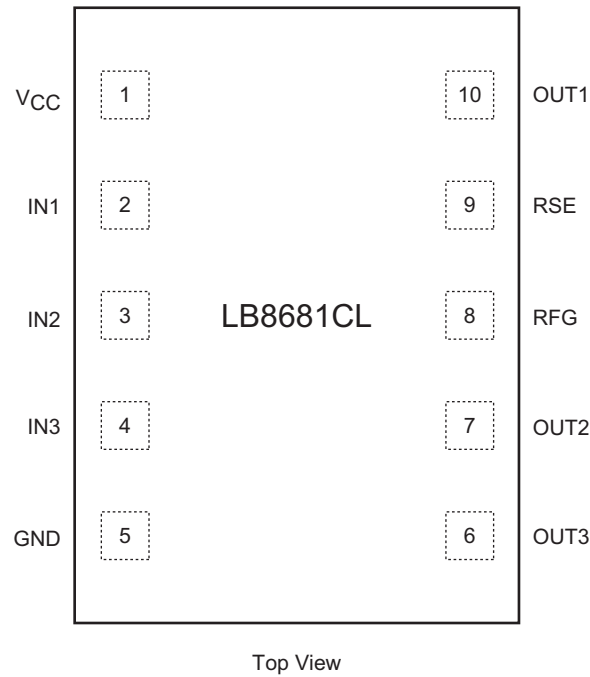 VCC 1 10 OUT1
IN1 2 9 RSE
IN2 3 LB8681CL 8 RFG
IN3 4 7 OUT2
GND 5 6 OUT3
Top View